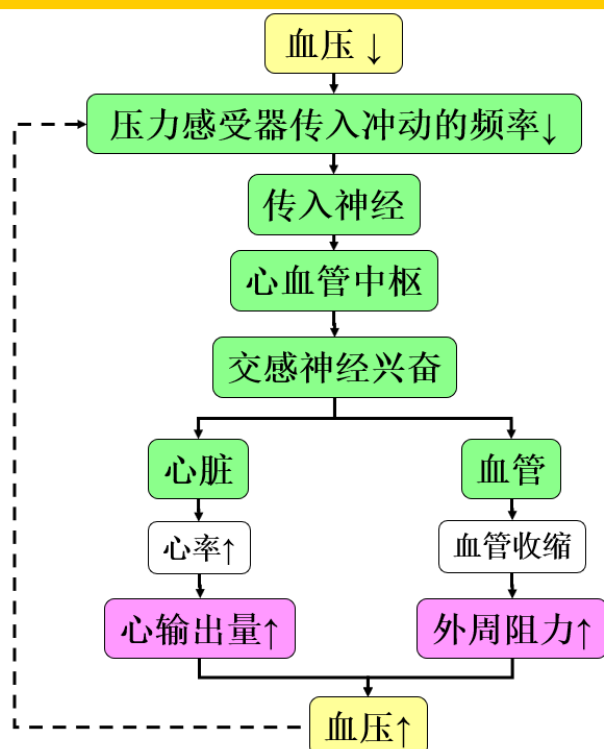 血压 ↓
压力感受器传入冲动的频率↓
传入神经
心血管中枢
交感神经兴奋
心脏
血管
心率↑
血管收缩
心输出量↑
外周阻力↑
血压↑